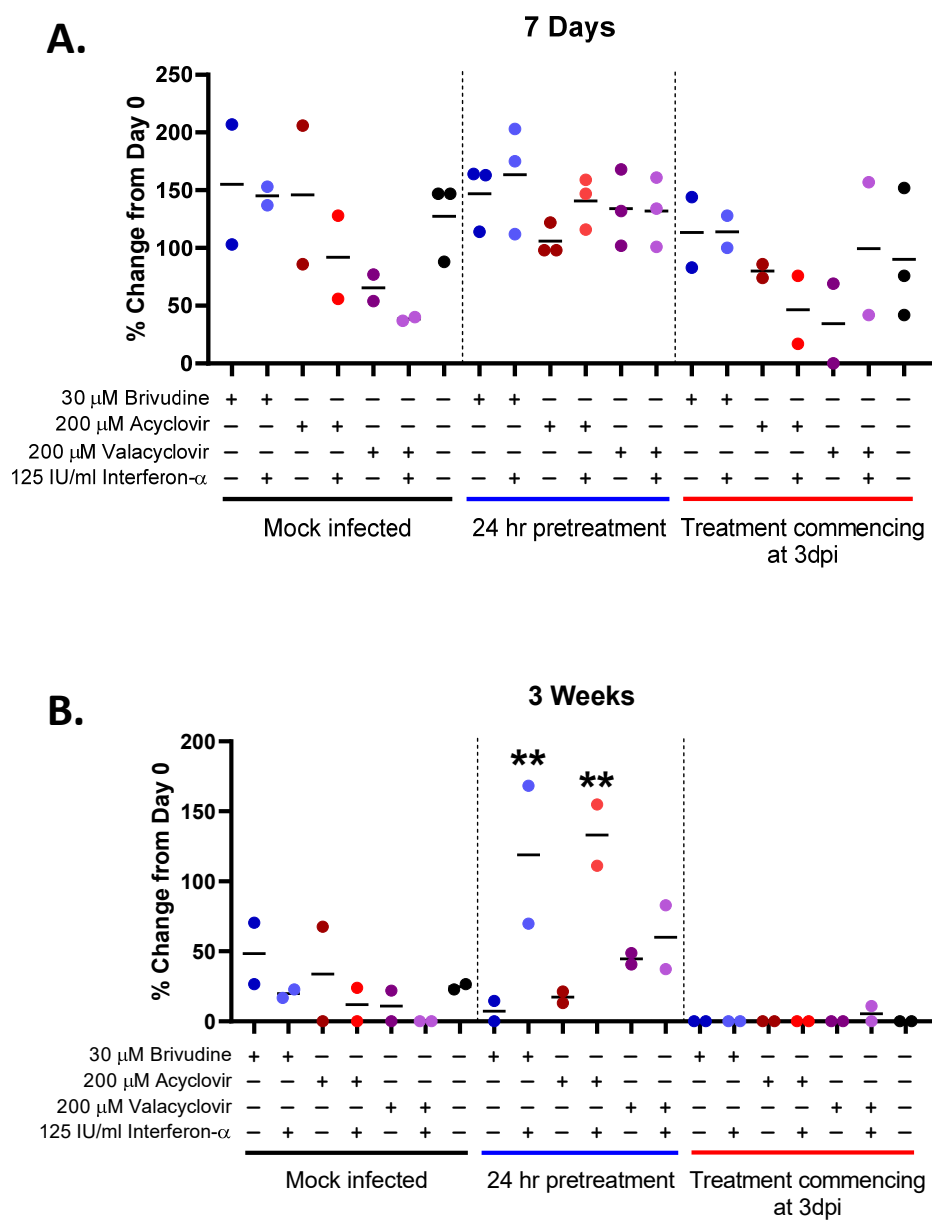 A.
7 Days
% Change from Day 0
250
200
150
100
50
0
30 μM Brivudine + + − − − − − + + − − − − + + − − − − −
200 μM Acyclovir − − + + − − − − − + + − − − − + + − − −
200 μM Valacyclovir − − − − + + − − − − − + + − − − − + + −
125 IU/ml Interferon-α − + − + − + − − + − + − + − + − + − + −
Mock infected
24 hr pretreatment
Treatment commencing
at 3dpi
B.
3 Weeks
% Change from Day 0
200
150
100
50
0
**
**
30 μM Brivudine + + − − − − − + + − − − − + + − − − − −
200 μM Acyclovir − − + + − − − − − + + − − − − + + − − −
200 μM Valacyclovir − − − − + + − − − − − + + − − − − + + −
125 IU/ml Interferon-α − + − + − + − − + − + − + − + − + − + −
Mock infected
24 hr pretreatment
Treatment commencing
at 3dpi